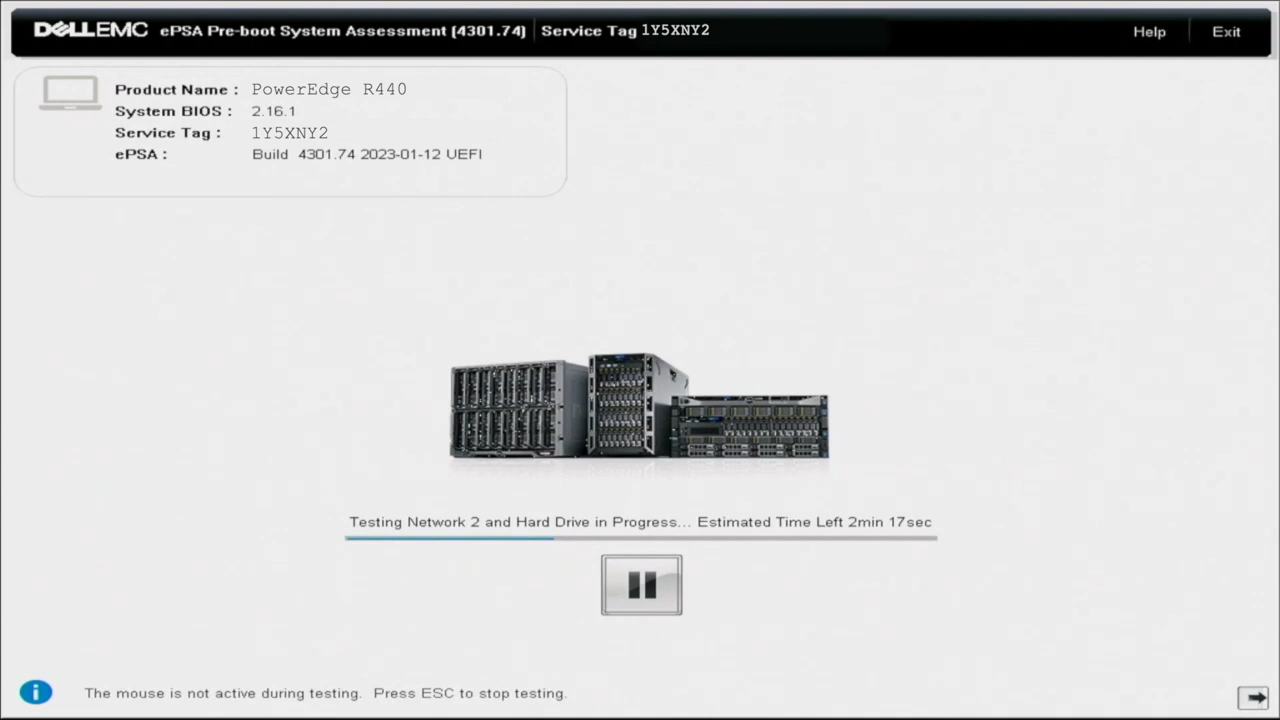 DELLEMC ePSA Pre-boot System Assessment [4301.74] Service Tag 1Y5XNY2 Help Exit
Product Name : PowerEdge R440
System BIOS : 2.16.1
Service Tag : 1Y5XNY2
ePSA : Build 4301.74 2023-01-12 UEFI
Testing Network 2 and Hard Drive in Progress... Estimated Time Left 2min 17sec
The mouse is not active during testing. Press ESC to stop testing.